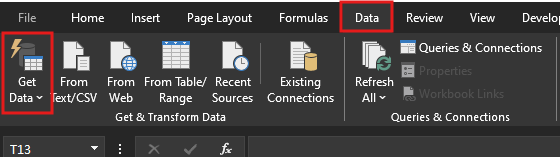 File Home Insert Page Layout Formulas Data Review View Develo
Get Data
From Text/CSV
From Web
From Table/ Range
Recent Sources
Existing Connections
Refresh All
Queries & Connections
Properties
Workbook Links
Get & Transform Data
Queries & Connections
T13
fx